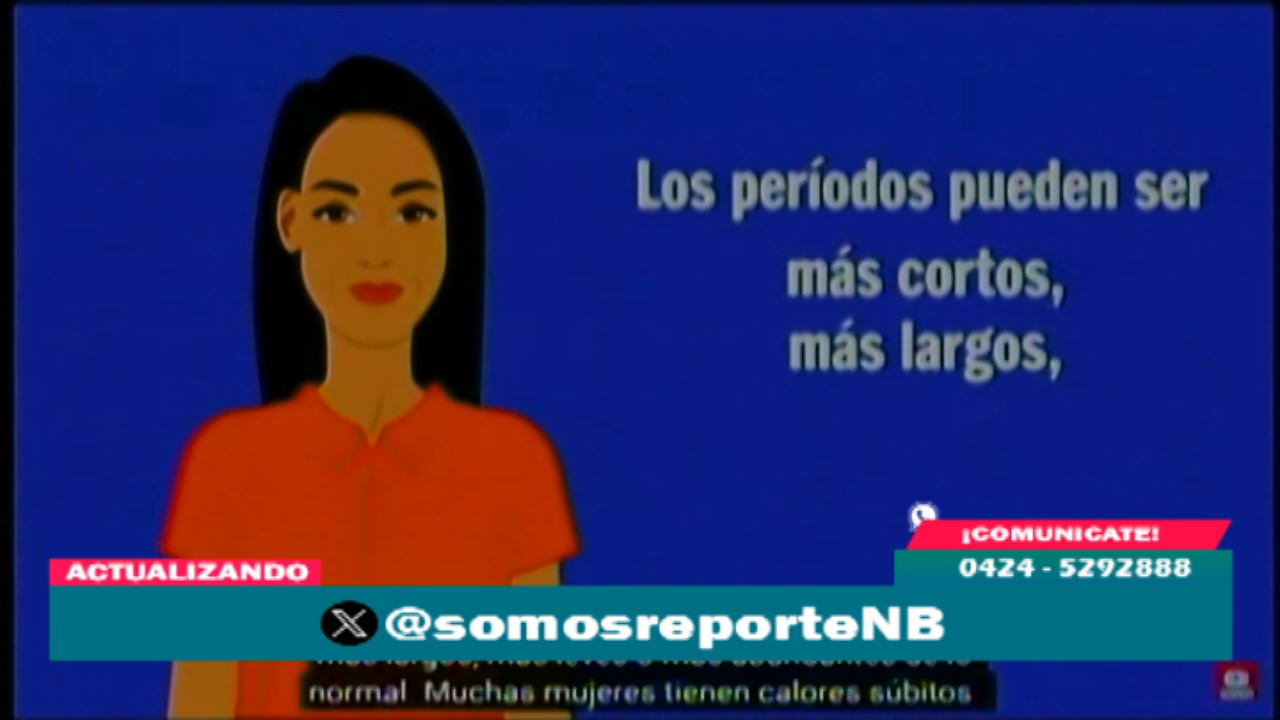 Los períodos pueden ser
más cortos,
más largos,
¡COMUNICATE!
0424 - 5292888
ACTUALIZANDO
@somosreporteNB
normal. Muchas mujeres tienen calores súbitos